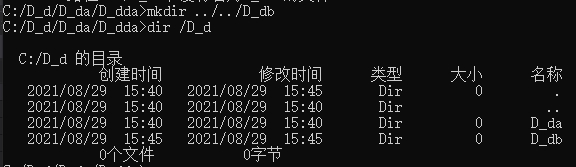 C:/D_d/D_da/D_dda>mkdir ../../D_db
C:/D_d/D_da/D_dda>dir /D_d
C:/D_d 的目录
创建时间 修改时间 类型 大小 名称
2021/08/29 15:40 2021/08/29 15:45 Dir 0 .
2021/08/29 15:40 2021/08/29 15:40 Dir 0 ..
2021/08/29 15:40 2021/08/29 15:45 Dir 0 D_da
2021/08/29 15:45 2021/08/29 15:45 Dir 0 D_db
0个文件 0字节